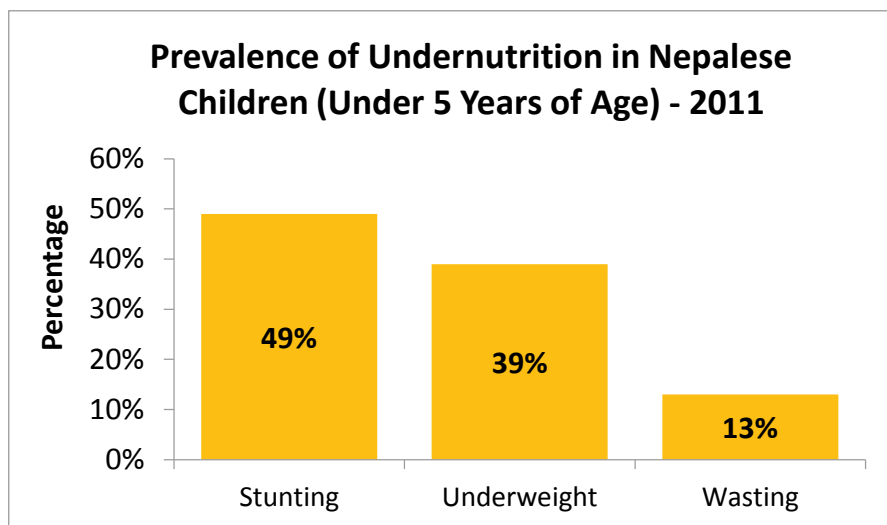 Prevalence of Undernutrition in Nepalese
Children (Under 5 Years of Age) - 2011
Percentage
60%
50%
40%
30%
20%
10%
0%
49%
39%
13%
Stunting
Underweight
Wasting